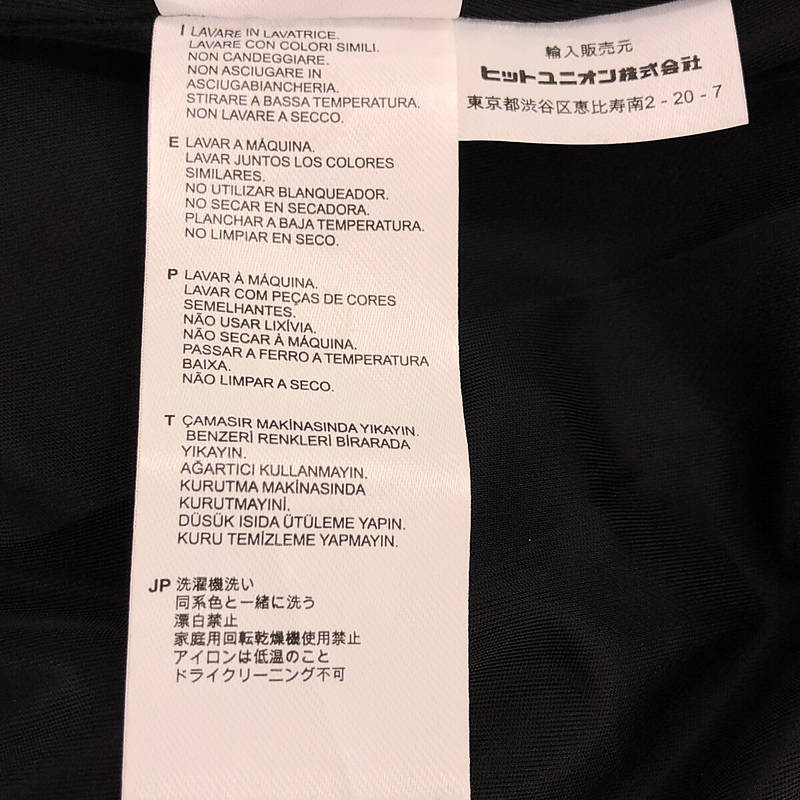 I LAVARE IN LAVATRICE.
LAVARE CON COLORI SIMILI.
NON CANDEGGIARE.
NON ASCIUGARE IN
ASCIUGABIANCHERIA.
STIRARE A BASSA TEMPERATURA.
NON LAVARE A SECCO.
E LAVAR A MÁQUINA.
LAVAR JUNTOS LOS COLORES
SIMILARES.
NO UTILIZAR BLANQUEADOR.
NO SECAR EN SECADORA.
PLANCHAR A BAJA TEMPERATURA.
NO LIMPIAR EN SECO.
P LAVAR À MÁQUINA.
LAVAR COM PEÇAS DE CORES
SEMELHANTES.
NÃO USAR LIXÍVIA.
NÃO SECAR À MÁQUINA.
PASSAR A FERRO A TEMPERATURA
BAIXA.
NÃO LIMPAR A SECO.
T ÇAMASIR MAKİNASINDA YIKAYIN.
BENZERİ RENKLERİ BİRARADA
YIKAYIN.
AĞARTICI KULLANMAYIN.
KURUTMA MAKİNASINDA
KURUTMAYINİ.
DÜSÜK ISIDA ÜTÜLEME YAPIN.
KURU TEMİZLEME YAPMAYIN.
JP 洗濯機洗い
同系色と一緒に洗う
漂白禁止
家庭用回転乾燥機使用禁止
アイロンは低温のこと
ドライクリーニング不可
輸入販売元
ヒットユニオン株式会社
東京都渋谷区恵比寿南2-20-7